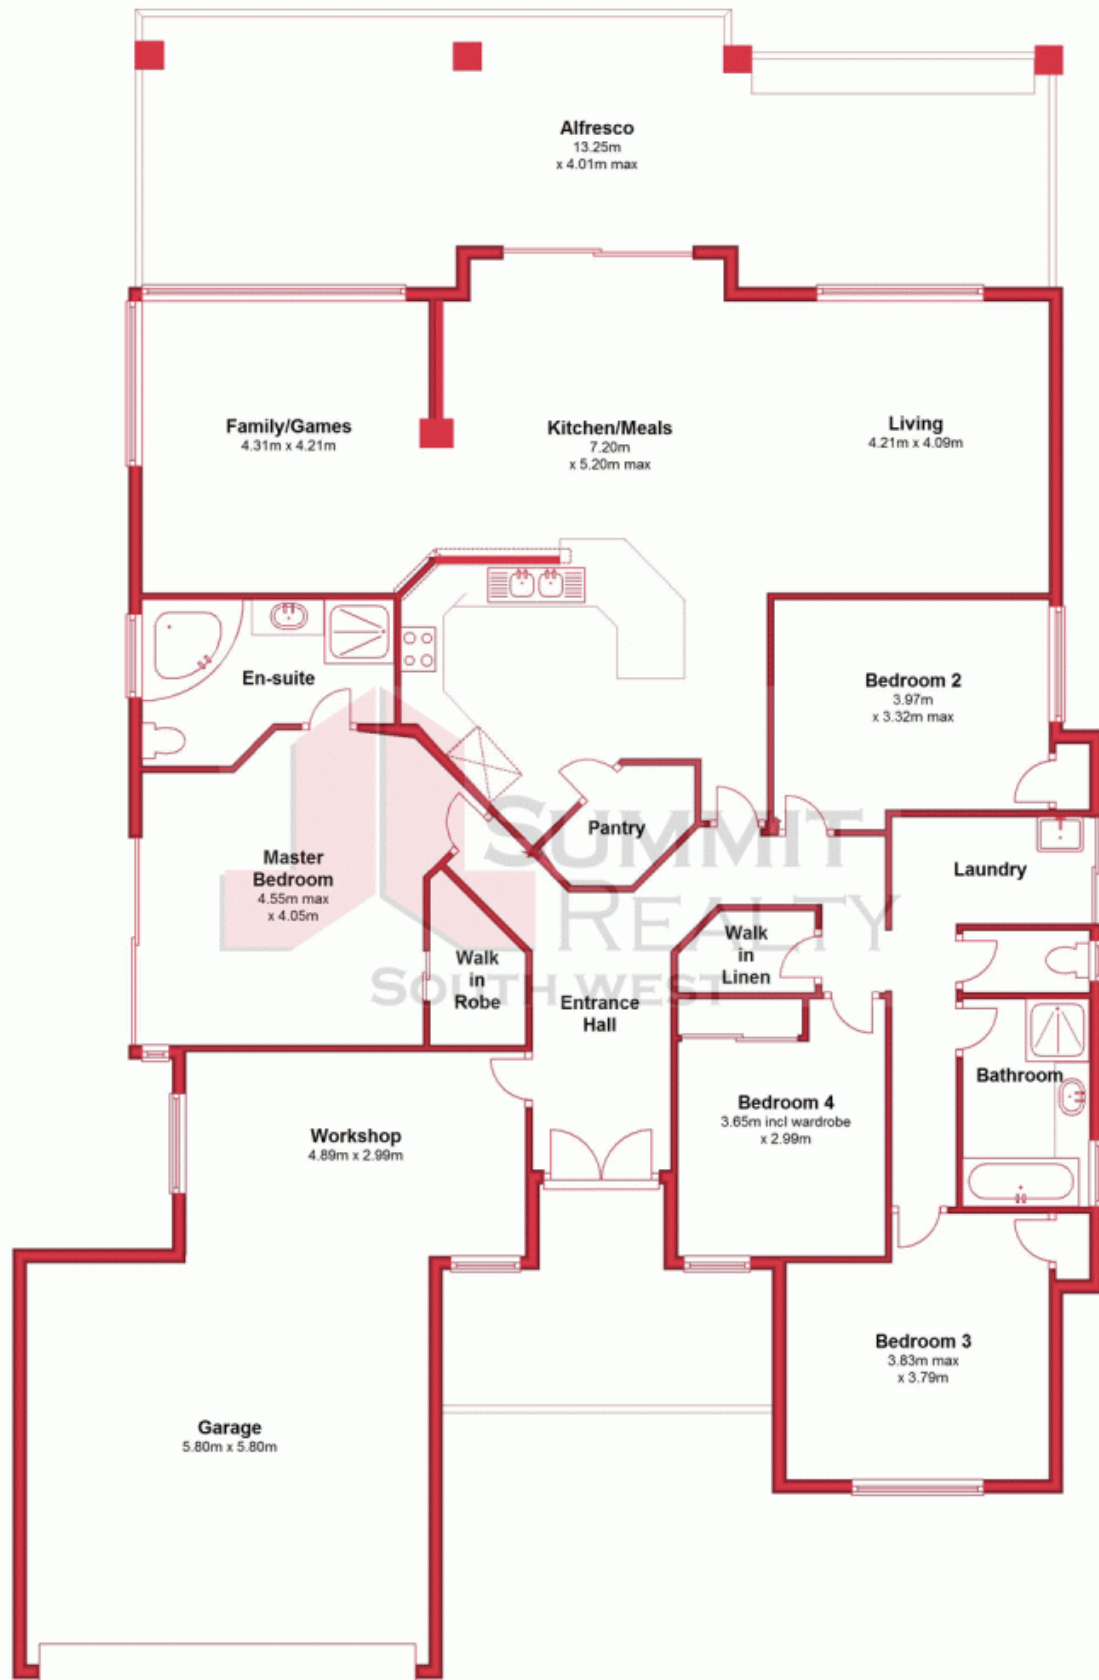 Alfresco
13.25m
x 4.01m max
Family/Games
4.31m x 4.21m
Kitchen/Meals
7.20m
x 5.20m max
Living
4.21m x 4.09m
En-suite
Bedroom 2
3.97m
x 3.32m max
Pantry
SUMMIT
REALTY
SOUTH WEST
Master
Bedroom
4.55m max
x 4.05m
Laundry
Walk
in
Linen
Walk
in
Robe
Entrance
Hall
Bathroom
Bedroom 4
3.65m incl wardrobe
x 2.99m
Workshop
4.89m x 2.99m
Bedroom 3
3.83m max
x 3.79m
Garage
5.80m x 5.80m